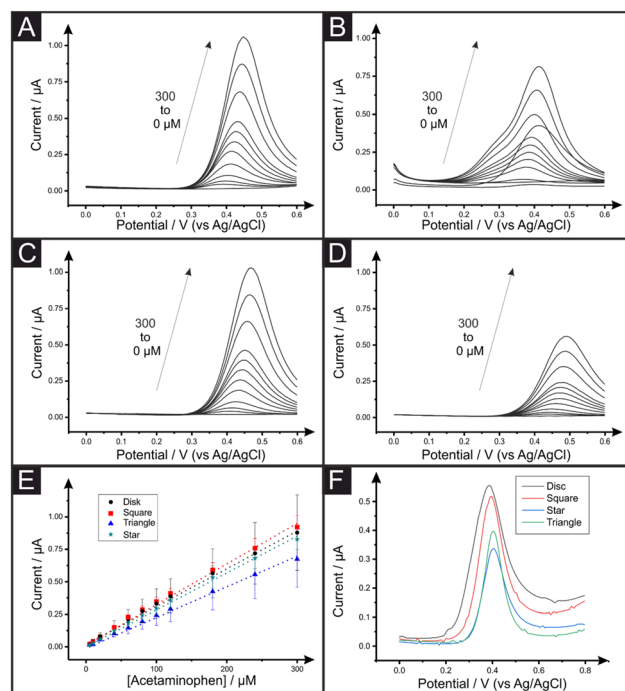 A
Current / µA
1.00
0.75
0.50
0.25
0.00
300
to
0 µM
0.0 0.1 0.2 0.3 0.4 0.5 0.6
Potential / V (vs Ag/AgCl)
B
Current / µA
1.00
0.75
0.50
0.25
0.00
300
to
0 µM
0.0 0.1 0.2 0.3 0.4 0.5 0.6
Potential / V (vs Ag/AgCl)
C
Current / µA
1.00
0.75
0.50
0.25
0.00
300
to
0 µM
0.0 0.1 0.2 0.3 0.4 0.5 0.6
Potential / V (vs Ag/AgCl)
D
Current / µA
1.00
0.75
0.50
0.25
0.00
300
to
0 µM
0.0 0.1 0.2 0.3 0.4 0.5 0.6
Potential / V (vs Ag/AgCl)
E
Current / µA
1.00
0.75
0.50
0.25
0.00
Disk
Square
Triangle
Star
0 100 200 300
[Acetaminophen] / µM
F
Current / µA
0.5
0.4
0.3
0.2
0.1
0.0
Disc
Square
Star
Triangle
0.0 0.2 0.4 0.6 0.8
Potential / V (vs Ag/AgCl)